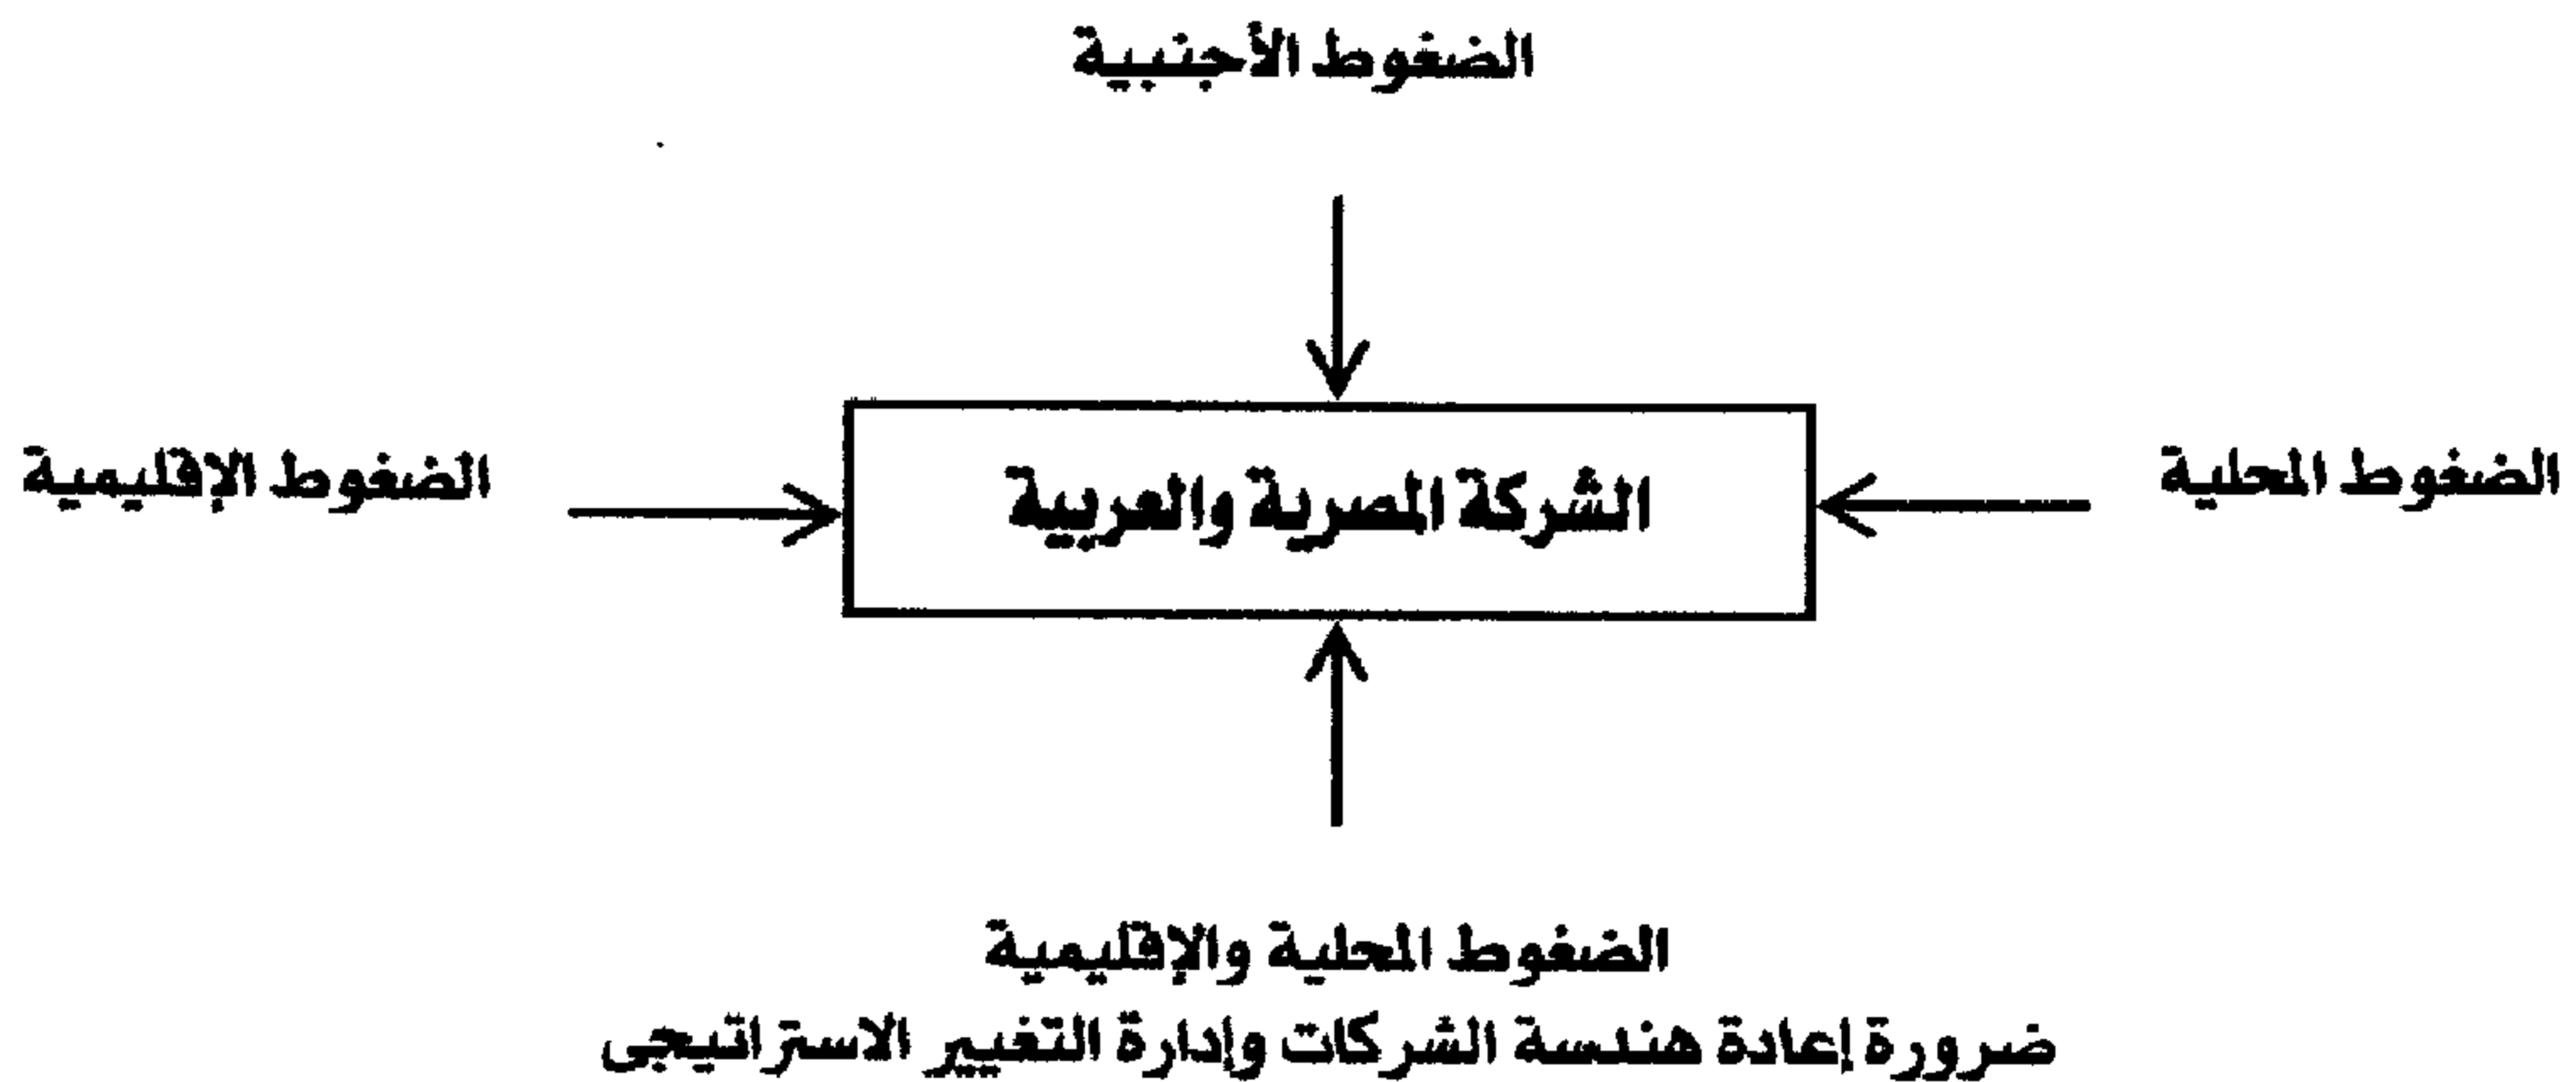 الضغوط الأجنبية
الضغوط المحلية
الشركة المصرية والعربية
الضغوط الإقليمية
الضغوط المحلية والإقليمية
ضرورة إعادة هندسة الشركات وإدارة التغيير الاستراتيجى